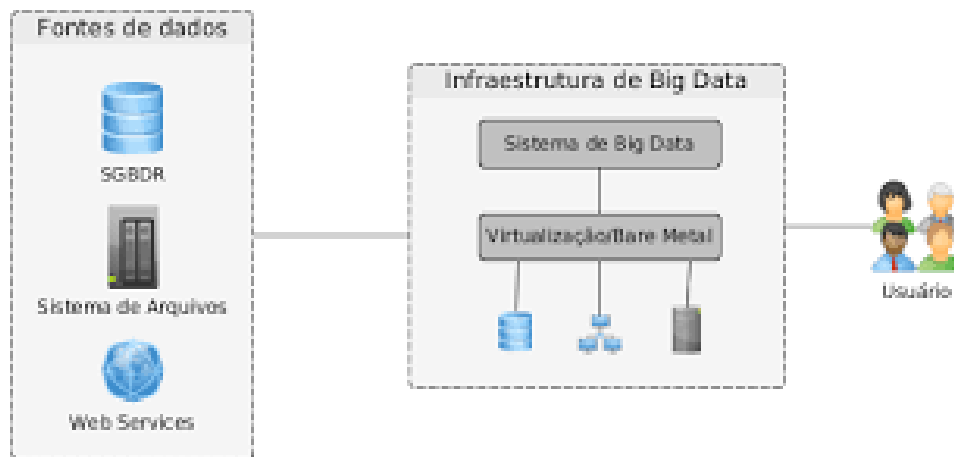 Fontes de dados
SGBDR
Sistema de Arquivos
Web Services
Infraestrutura de Big Data
Sistema de Big Data
Virtualização/Bare Metal
Usuário